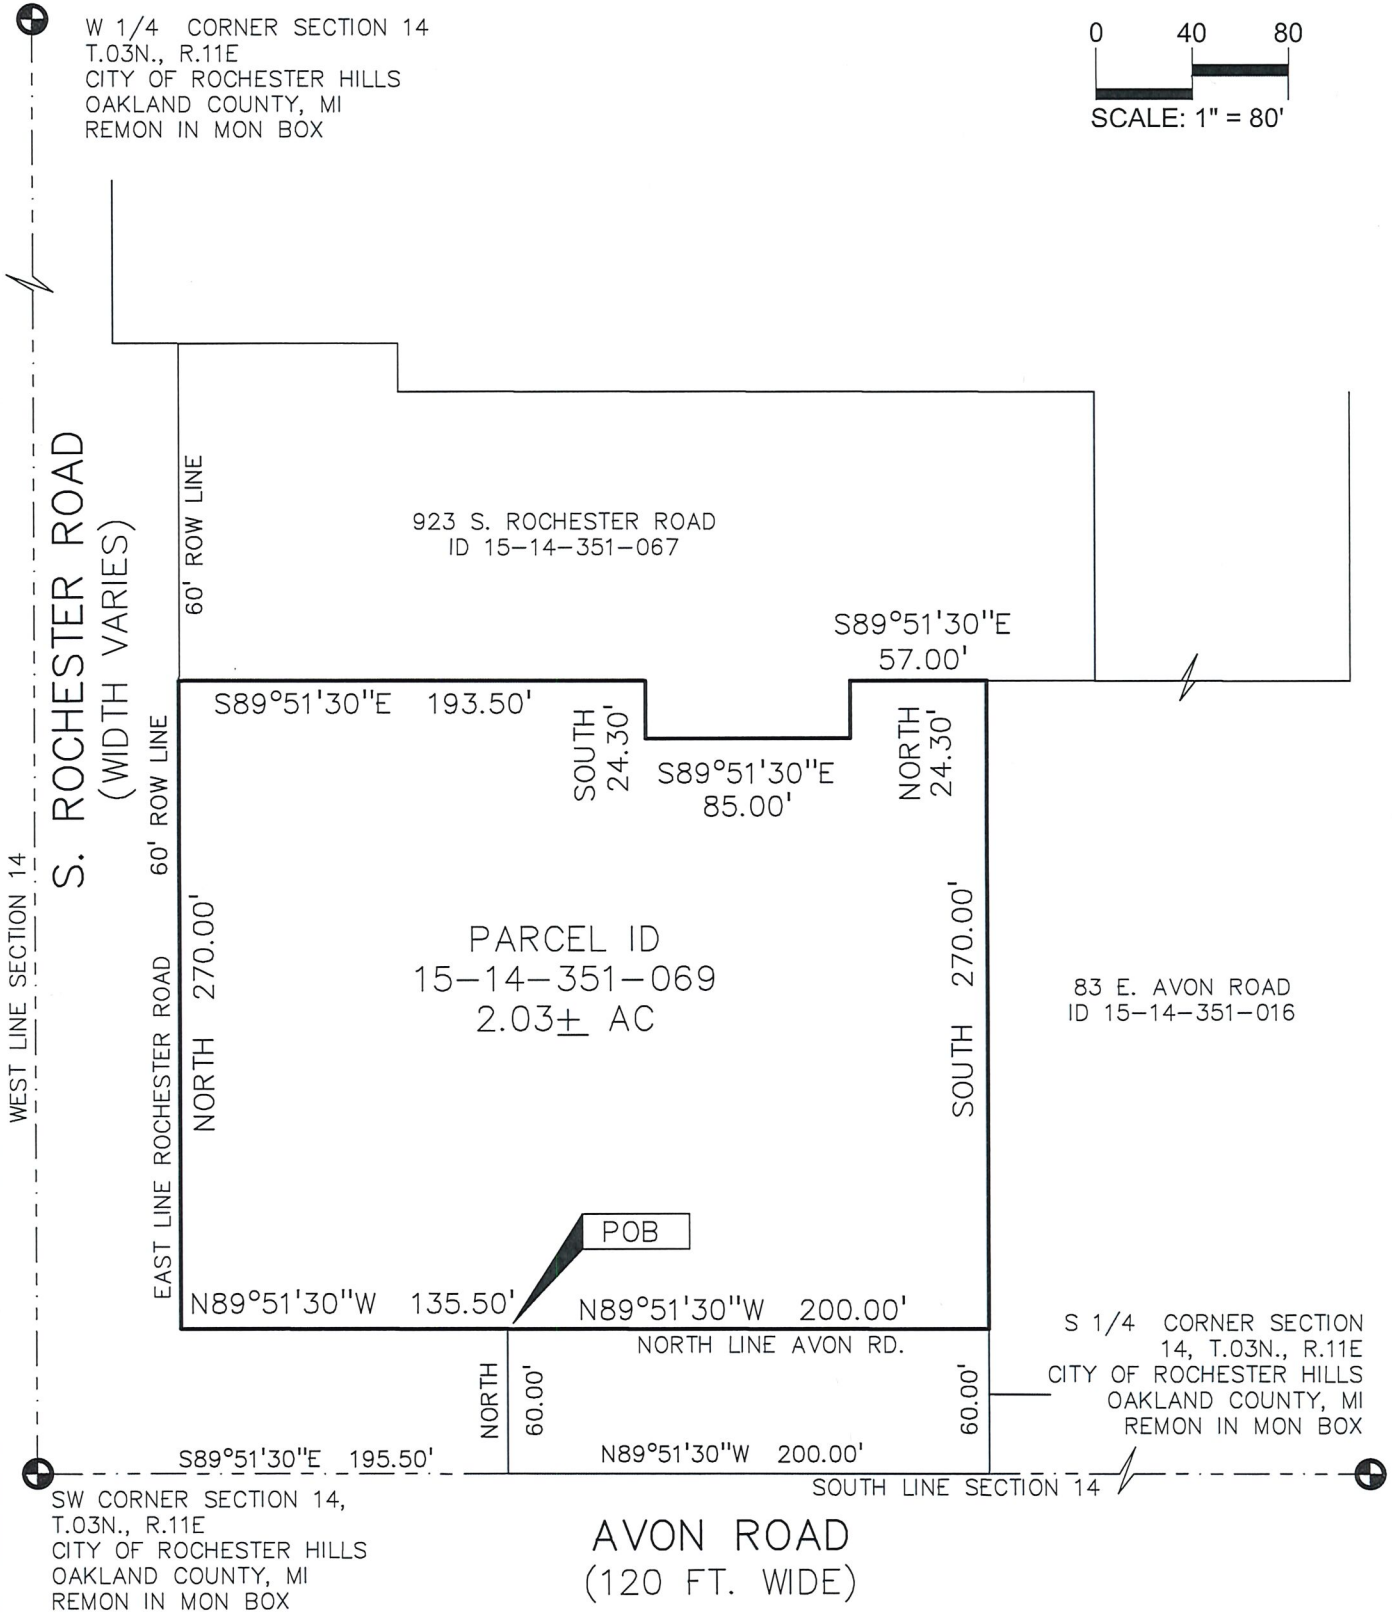 W 1/4 CORNER SECTION 14
T.03N., R.11E
CITY OF ROCHESTER HILLS
OAKLAND COUNTY, MI
REMON IN MON BOX
0 40 80
SCALE: 1" = 80'
S. ROCHESTER ROAD
(WIDTH VARIES)
60' ROW LINE
923 S. ROCHESTER ROAD
ID 15-14-351-067
S89°51'30"E
57.00'
S89°51'30"E 193.50'
SOUTH
24.30'
S89°51'30"E
85.00'
NORTH
24.30'
60' ROW LINE
WEST LINE SECTION 14
EAST LINE ROCHESTER ROAD
NORTH 270.00'
PARCEL ID
15-14-351-069
2.03± AC
SOUTH 270.00'
83 E. AVON ROAD
ID 15-14-351-016
POB
N89°51'30"W 135.50'
N89°51'30"W 200.00'
NORTH LINE AVON RD.
NORTH
60.00'
60.00'
S 1/4 CORNER SECTION
14, T.03N., R.11E
CITY OF ROCHESTER HILLS
OAKLAND COUNTY, MI
REMON IN MON BOX
S89°51'30"E 195.50'
N89°51'30"W 200.00'
SOUTH LINE SECTION 14
SW CORNER SECTION 14,
T.03N., R.11E
CITY OF ROCHESTER HILLS
OAKLAND COUNTY, MI
REMON IN MON BOX
AVON ROAD
(120 FT. WIDE)